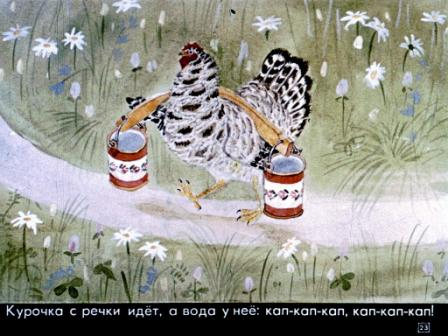 Курочка с речки идёт, а вода у неё: кап-кап-кап, кап-кап-кап!
23